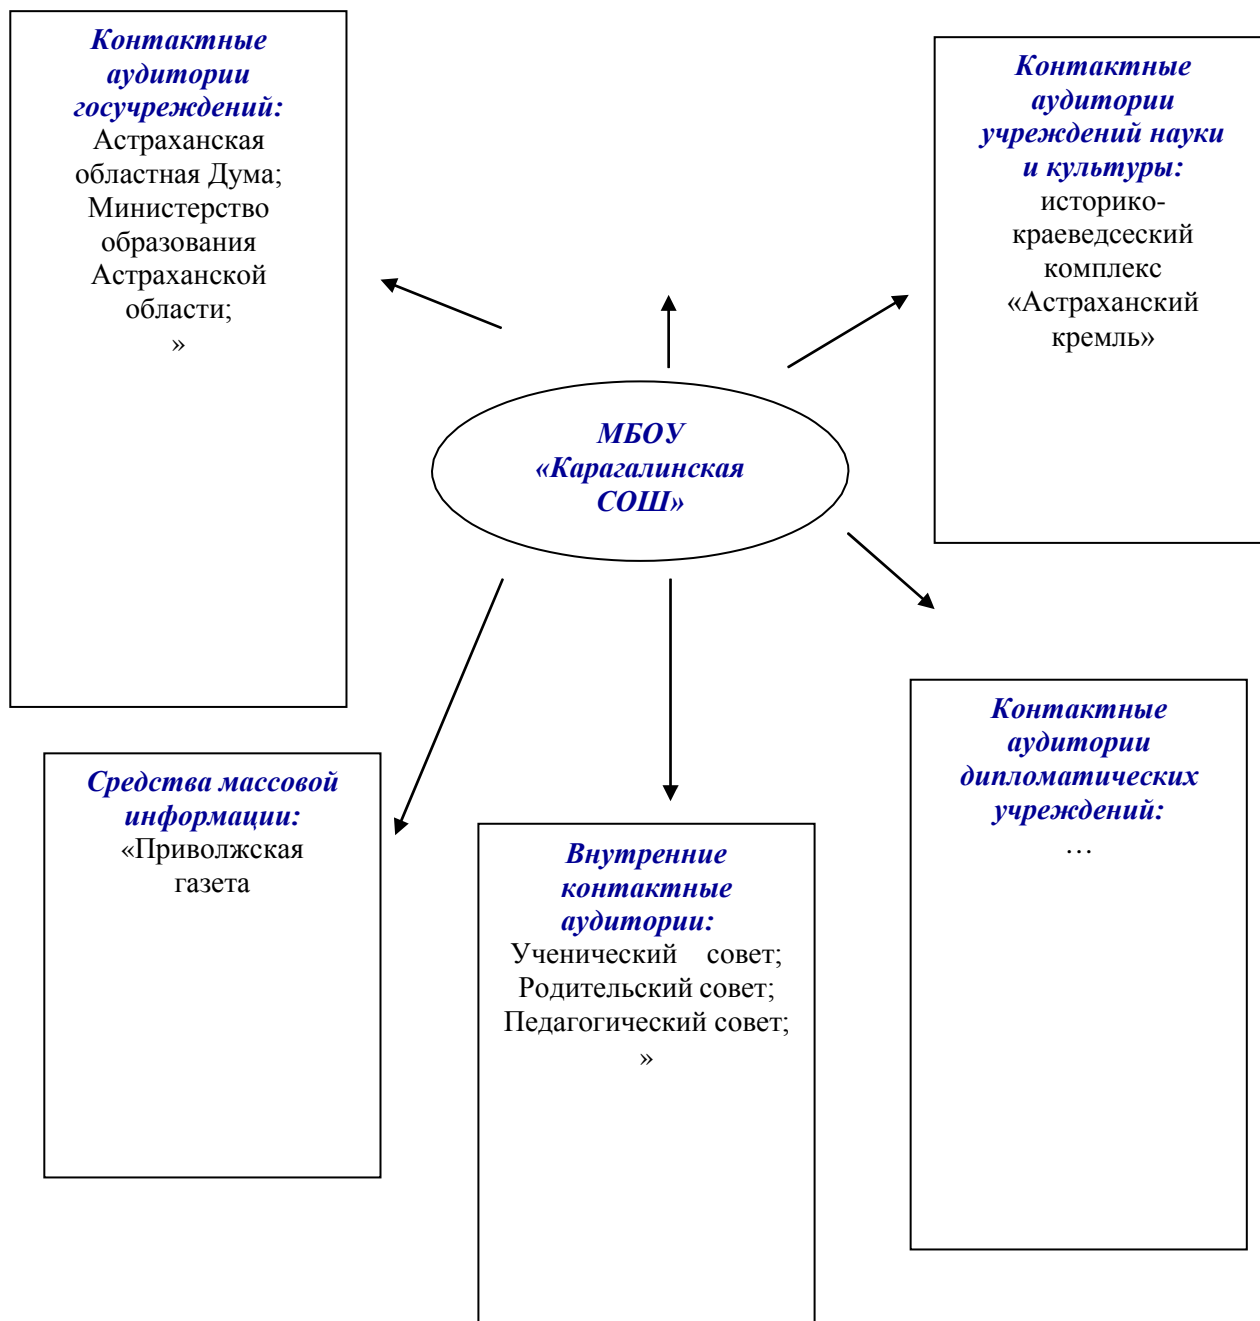 Контактные
аудитории
госучреждений:
Астраханская
областная Дума;
Министерство
образования
Астраханской
области;
»
Контактные
аудитории
учреждений науки
и культуры:
историко-
краеведсеский
комплекс
«Астраханский
кремль»
МБОУ
«Карагалинская
СОШ»
Средства массовой
информации:
«Приволжская
газета
Внутренние
контактные
аудитории:
Ученический совет;
Родительский совет;
Педагогический совет;
»
Контактные
аудитории
дипломатических
учреждений:
…